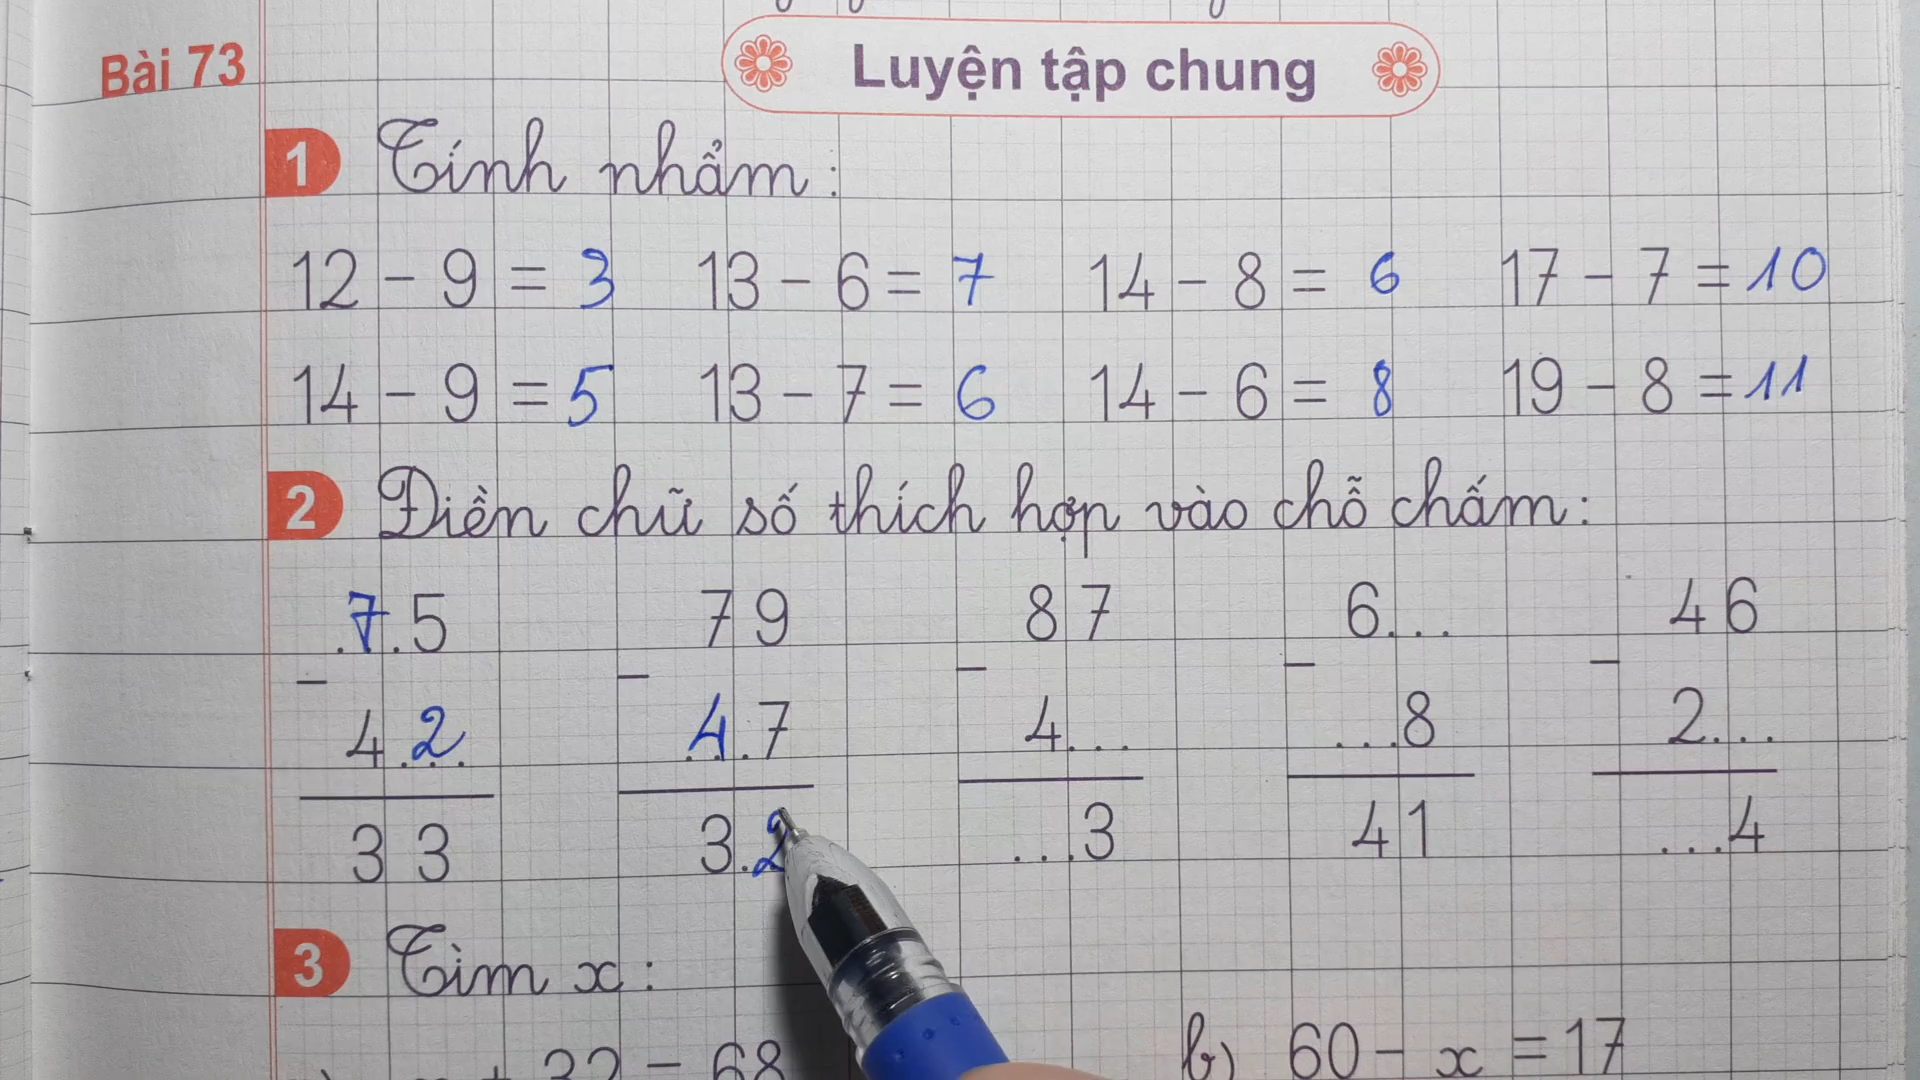 Bài 73
Luyện tập chung
1 Tính nhẩm:
12 - 9 = 3 13 - 6 = 7 14 - 8 = 6 17 - 7 = 10
14 - 9 = 5 13 - 7 = 6 14 - 6 = 8 19 - 8 = 11
2 Điền chữ số thích hợp vào chỗ chấm:
.7.5 79 87 6... 46
- - - - -
4.2. .4.7 4... ...8 2...
33 3.2 ...3 41 ...4
3 Tìm x:
+ 32 = 68 b) 60 - x = 17